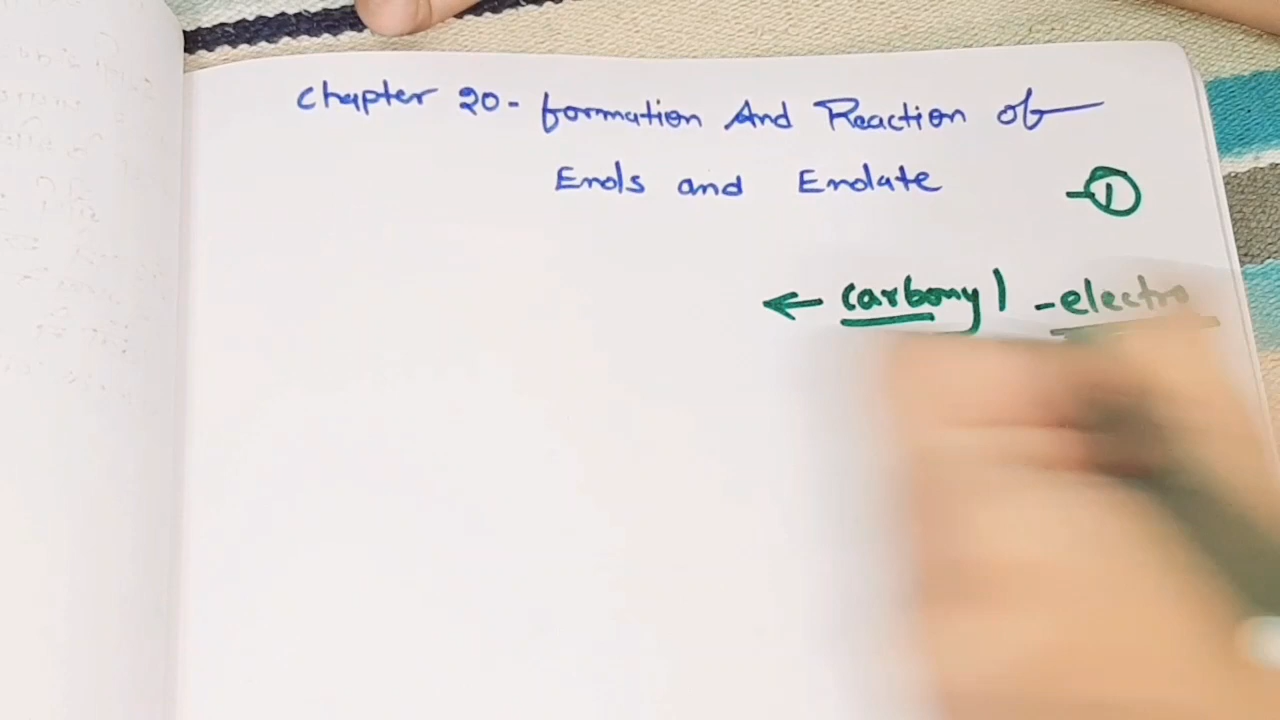 Chapter 20- formation And Reaction of
Enols and Enolate
-①
← carbonyl -electro